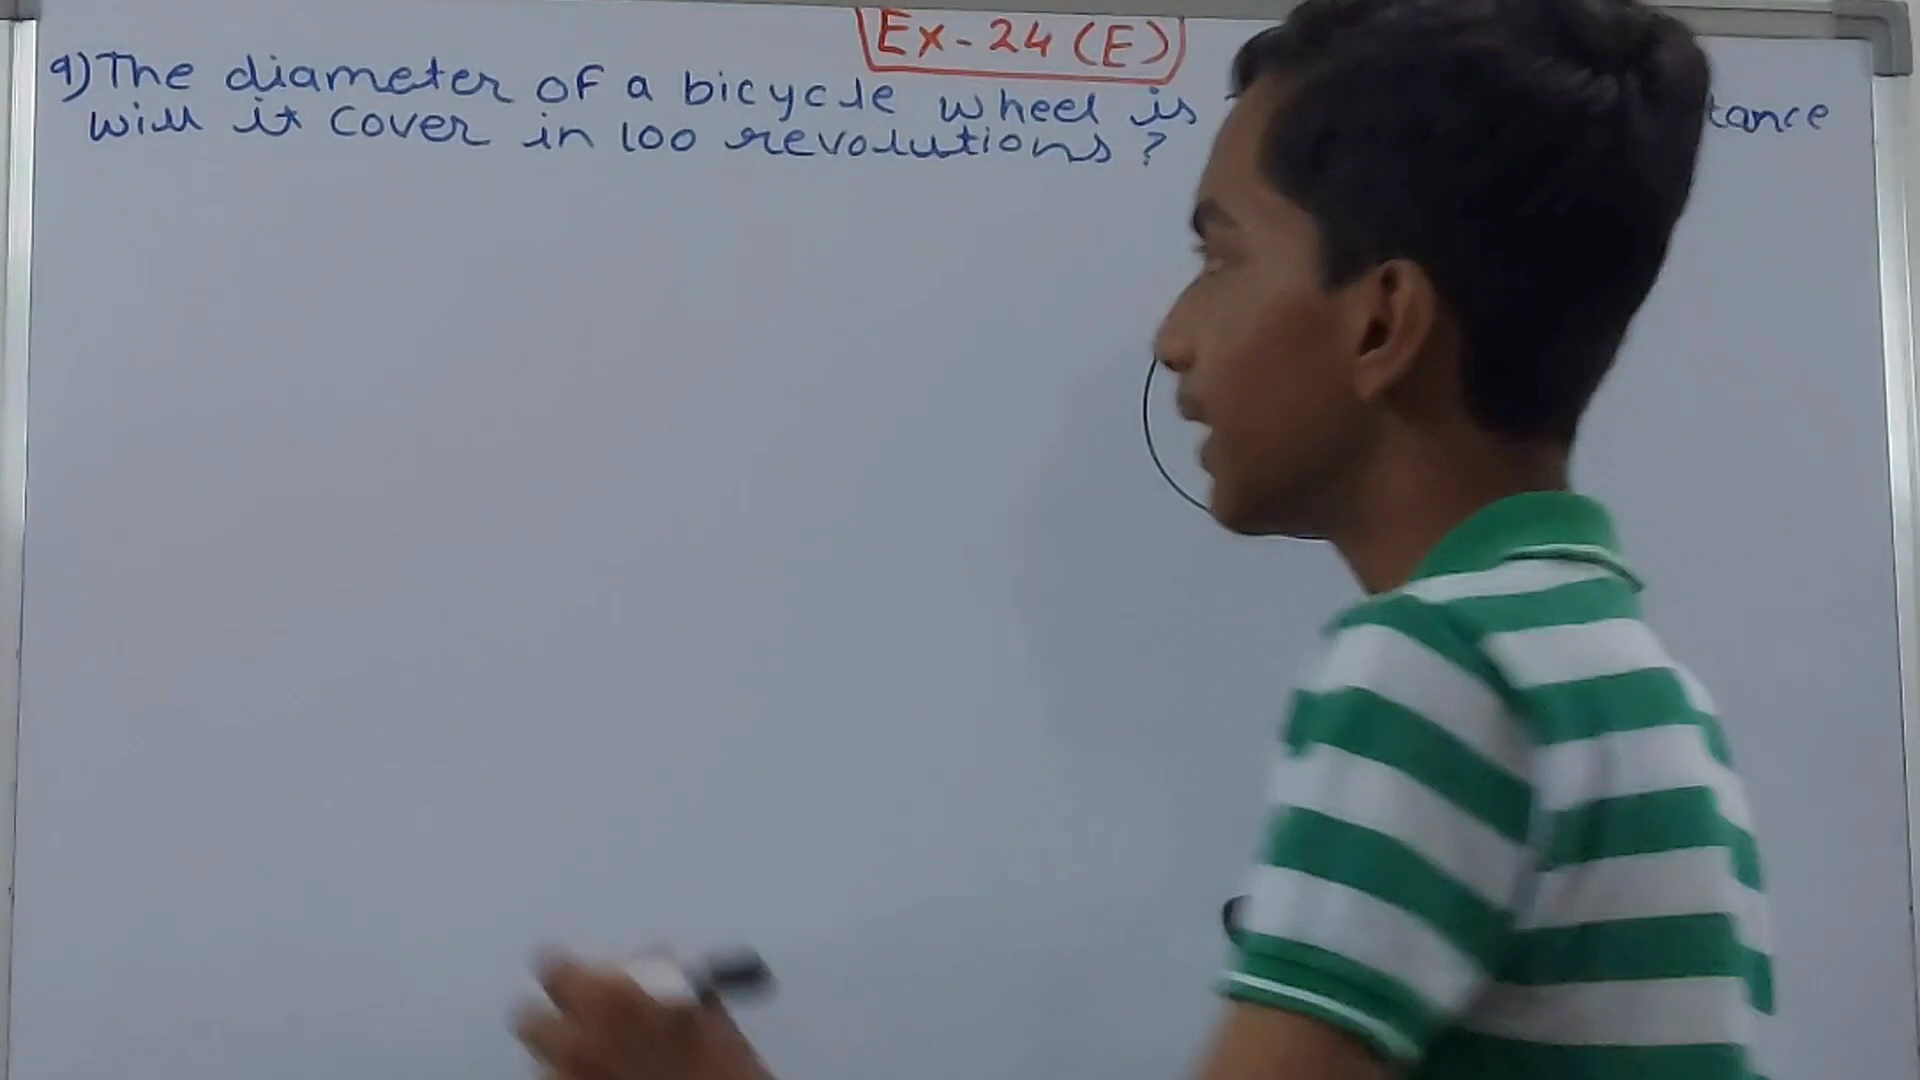 Ex-24 (E)
9) The diameter of a bicycle wheel is tance
will it cover in 100 revolutions ?